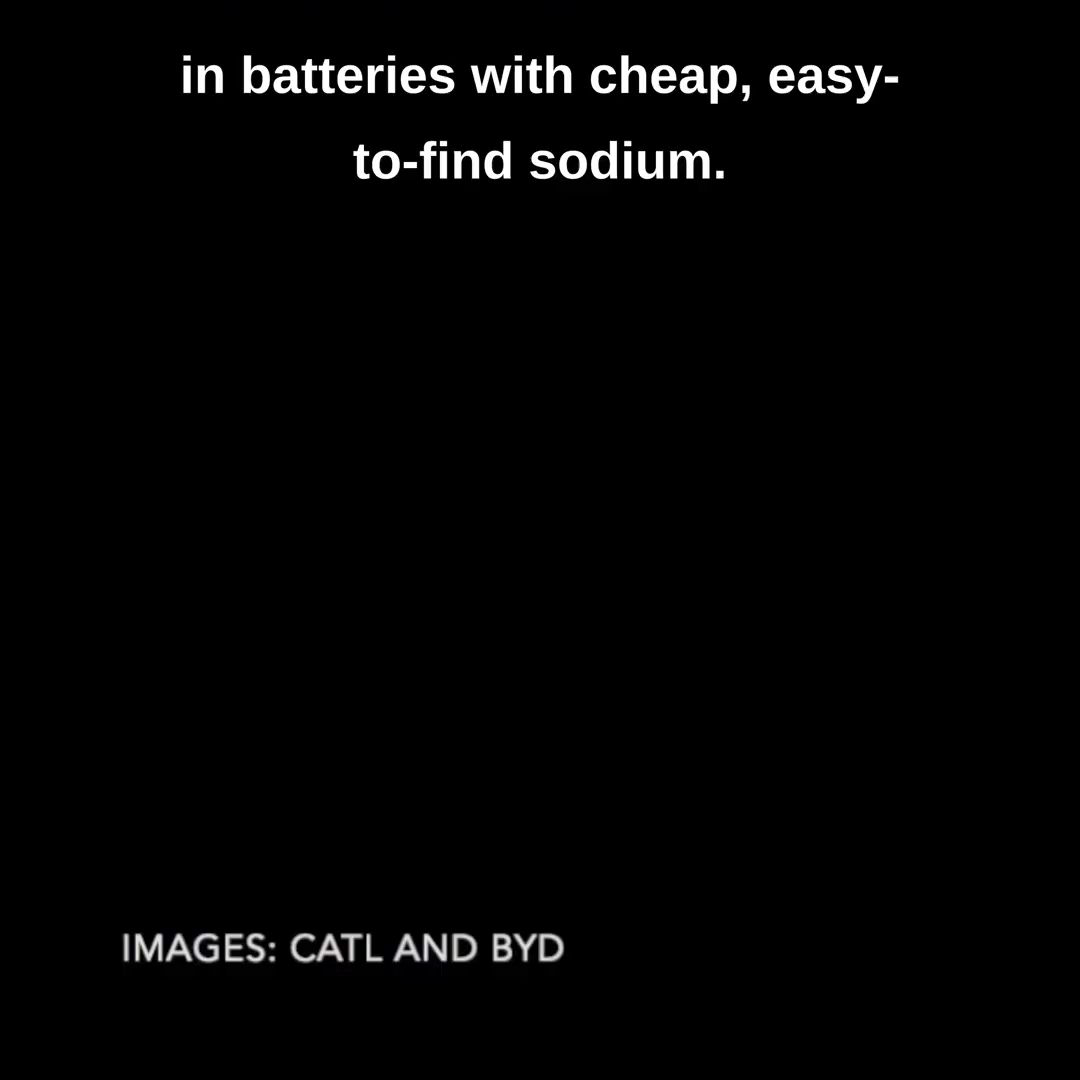 in batteries with cheap, easy-
to-find sodium.
IMAGES: CATL AND BYD